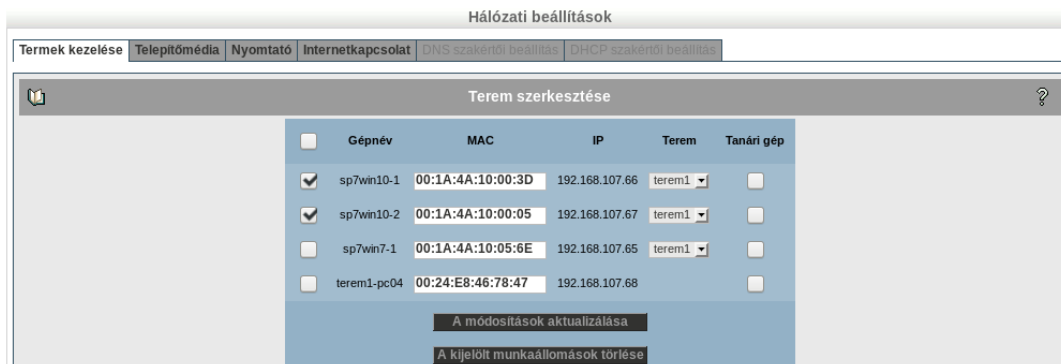 Hálózati beállítások
Termek kezelése Telepítőmédia Nyomtató Internetkapcsolat DNS szakértői beállítás DHCP szakértői beállítás
Terem szerkesztése ?
Gépnév MAC IP Terem Tanári gép
sp7win10-1 00:1A:4A:10:00:3D 192.168.107.66 terem1
sp7win10-2 00:1A:4A:10:00:05 192.168.107.67 terem1
sp7win7-1 00:1A:4A:10:05:6E 192.168.107.65 terem1
terem1-pc04 00:24:E8:46:78:47 192.168.107.68
A módosítások aktualizálása
A kijelölt munkaállomások törlése